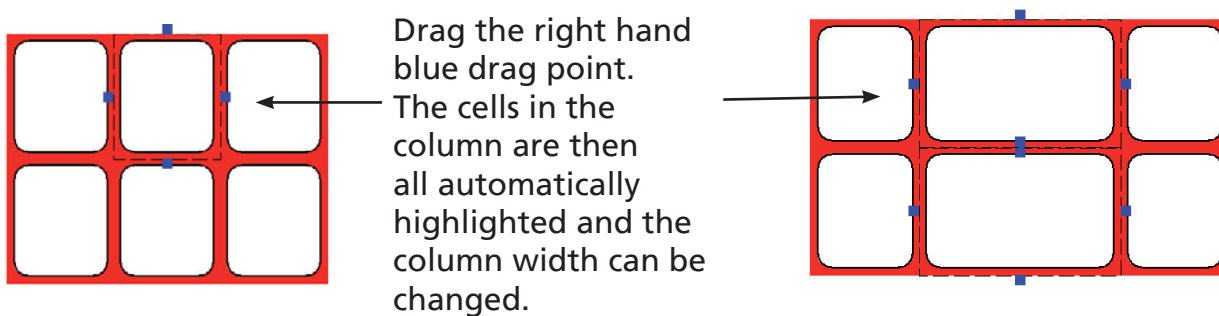 Drag the right hand
blue drag point.
The cells in the
column are then
all automatically
highlighted and the
column width can be
changed.